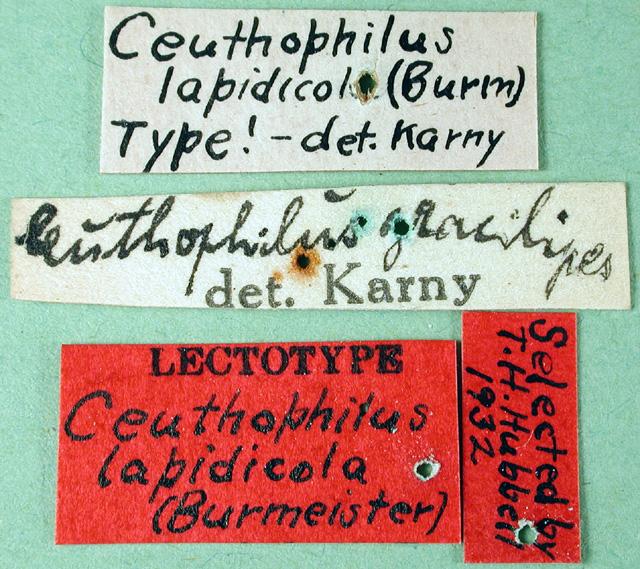 Ceuthophilus
lapidicola (Burm)
Type! - det. Karny
Ceuthophilus gracilipes
det. Karny
LECTOTYPE
Ceuthophilus
lapidicola
(Burmeister)
Selected by
T. H. Hubbell
1932